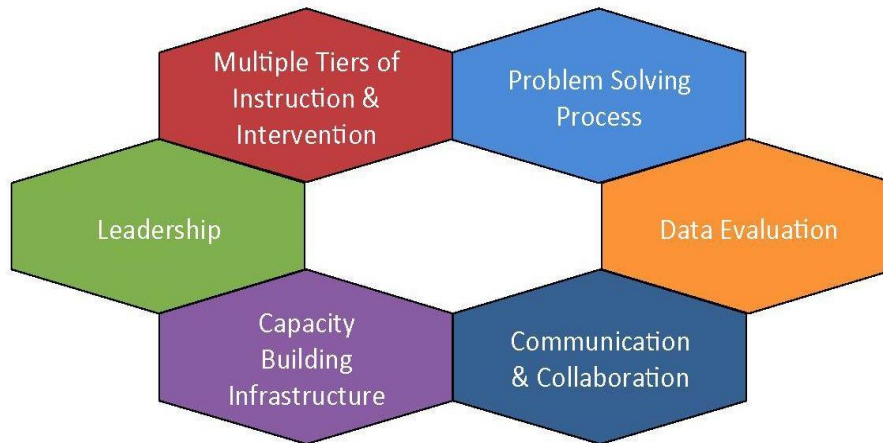 Multiple Tiers of
Instruction &
Intervention
Problem Solving
Process
Leadership
Data Evaluation
Capacity
Building
Infrastructure
Communication
& Collaboration